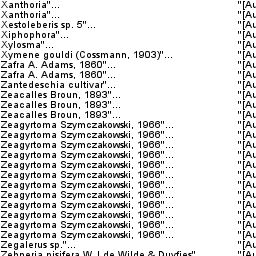 Xanthoria"... "[Au
Xanthoria"... "[Au
Xestoleberis sp. 5"... "[Au
Xiphophora"... "[Au
Xylosma"... "[Au
Xymene gouldi (Cossmann, 1903)"... "[Au
Zafra A. Adams, 1860"... "[Au
Zafra A. Adams, 1860"... "[Au
Zantedeschia cultivar"... "[Au
Zeacalles Broun, 1893"... "[Au
Zeacalles Broun, 1893"... "[Au
Zeacalles Broun, 1893"... "[Au
Zeagyrtoma Szymczakowski, 1966"... "[Au
Zeagyrtoma Szymczakowski, 1966"... "[Au
Zeagyrtoma Szymczakowski, 1966"... "[Au
Zeagyrtoma Szymczakowski, 1966"... "[Au
Zeagyrtoma Szymczakowski, 1966"... "[Au
Zeagyrtoma Szymczakowski, 1966"... "[Au
Zeagyrtoma Szymczakowski, 1966"... "[Au
Zeagyrtoma Szymczakowski, 1966"... "[Au
Zeagyrtoma Szymczakowski, 1966"... "[Au
Zeagyrtoma Szymczakowski, 1966"... "[Au
Zeagyrtoma Szymczakowski, 1966"... "[Au
Zeagyrtoma Szymczakowski, 1966"... "[Au
Zegalerus sp."... "[Au
Zehneria pisifera W.J.de Wilde & Duyfjes" "[Au